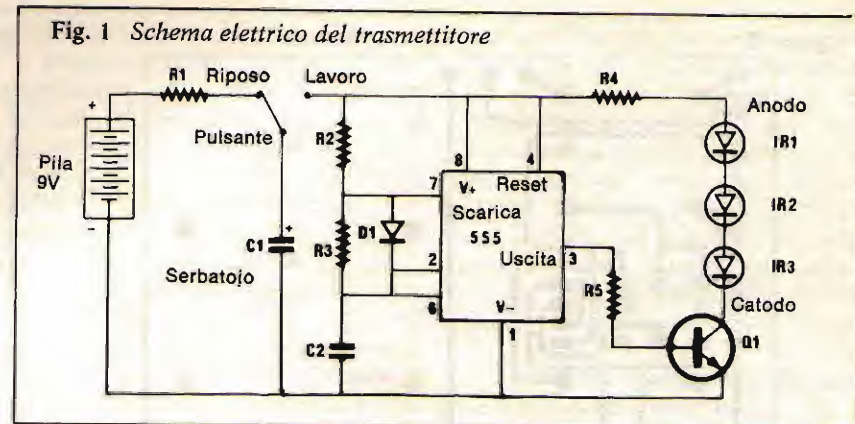 Fig. 1 Schema elettrico del trasmettitore
R1 Riposo Lavoro R4
Anodo
+
Pulsante R2 IR1
Pila
9V
8 4
7 V+ Reset
Scarica
D1 555 IR2
+
C1 R3 2 Uscita 3
Serbatojo IR3
-
R5
6 V- Catodo
1
C2 Q1